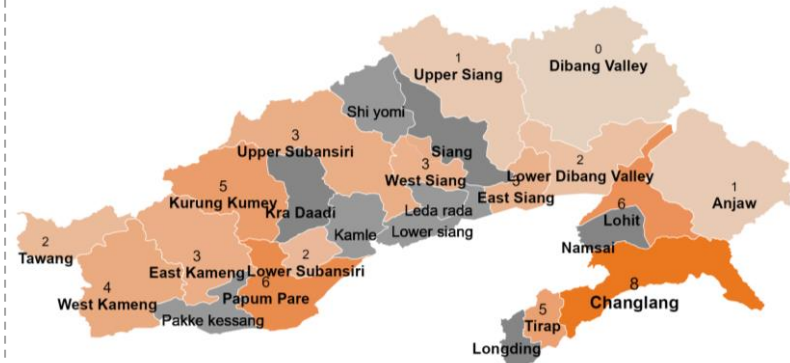 0
Dibang Valley
1
Upper Siang
Shi yomi
3
Upper Subansiri
Siang
3
West Siang
2
Lower Dibang Valley
5
Kurung Kumey
3
East Siang
1
Anjaw
Kra Daadi
Leda rada
6
Lohit
Kamle
Lower siang
2
Tawang
3
East Kameng
2
Lower Subansiri
Namsai
4
West Kameng
6
Papum Pare
8
Changlang
Pakke kessang
5
Tirap
Longding